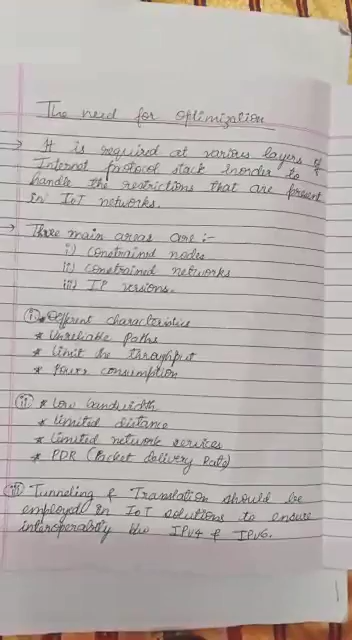 The need for optimization
→ It is required at various layers of
Internet protocol stack inorder to
handle the restrictions that are present
in IoT networks.
→ Three main areas are :-
i) constrained nodes
ii) constrained networks
iii) IP versions.
i * Different characteristics
* Unreliable Paths
* Limit the throughput
* Power consumption
ii * Low bandwidth
* Limited distance
* Limited network services
* PDR (Packet Delivery Rate)
iii Tunneling & Translation should be
employed in IoT solutions to ensure
interoperability b/w IPv4 & IPv6.